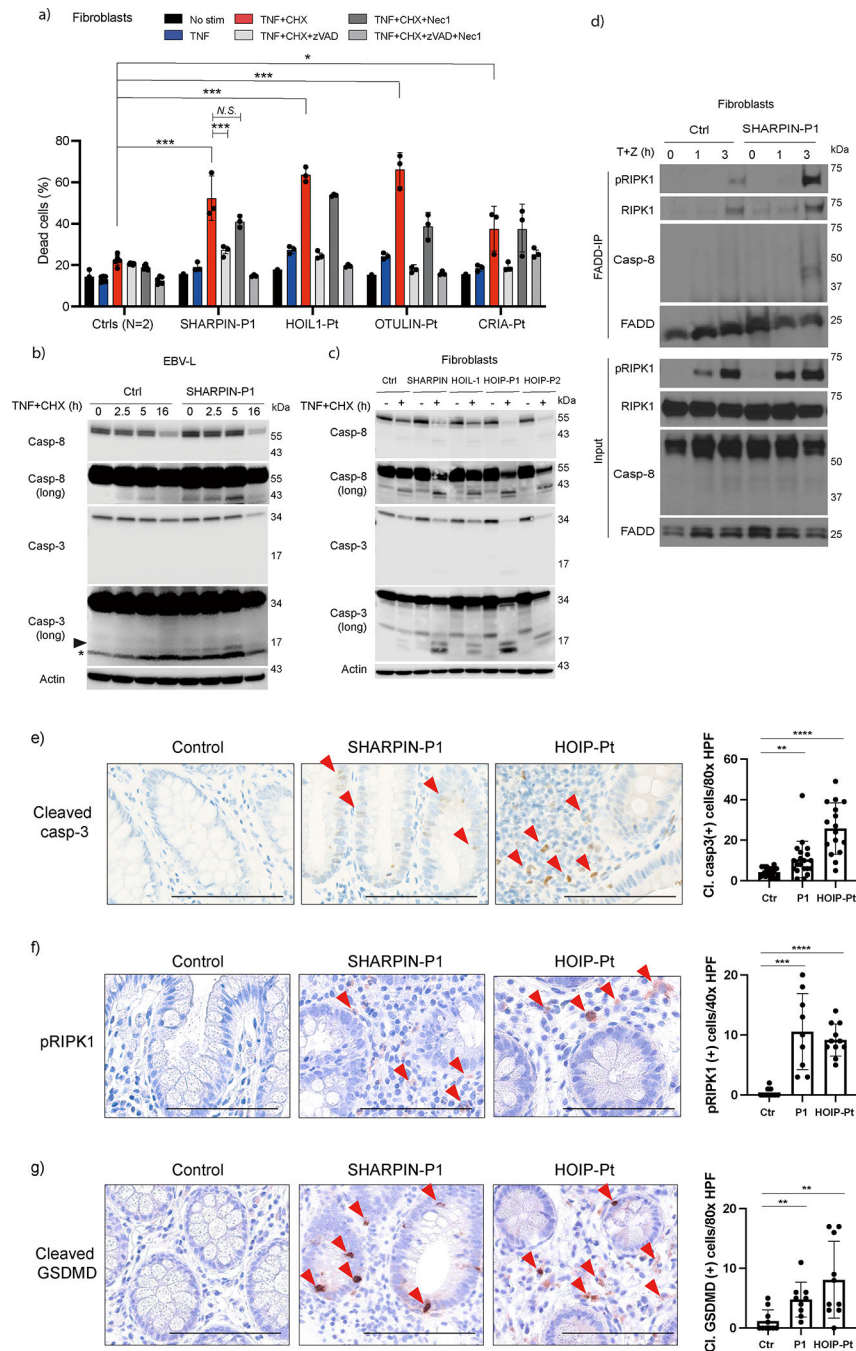 a)
Fibroblasts
No stim
TNF+CHX
TNF+CHX+Nec1
TNF
TNF+CHX+zVAD
TNF+CHX+zVAD+Nec1
*
***
***
N.S.
***
***
Dead cells (%)
80
60
40
20
0
Ctrls (N=2)
SHARPIN-P1
HOIL1-Pt
OTULIN-Pt
CRIA-Pt
b)
EBV-L
Ctrl
SHARPIN-P1
TNF+CHX (h)
0 2.5 5 16 0 2.5 5 16 kDa
Casp-8
55
43
Casp-8
(long)
55
43
Casp-3
34
17
Casp-3
(long)
34
17
*
Actin
43
c)
Fibroblasts
Ctrl SHARPIN HOIL-1 HOIP-P1 HOIP-P2
TNF+CHX (h)
- + - + - + - + - + kDa
Casp-8
55
43
Casp-8
(long)
55
43
Casp-3
34
17
Casp-3
(long)
34
17
Actin
43
d)
Fibroblasts
Ctrl
SHARPIN-P1
T+Z (h)
0 1 3 0 1 3
kDa
FADD-IP
pRIPK1
75
RIPK1
75
Casp-8
50
37
FADD
25
Input
pRIPK1
75
RIPK1
75
Casp-8
50
37
FADD
25
e)
Control
SHARPIN-P1
HOIP-Pt
Cleaved
casp-3
Cl. casp3(+) cells/80x HPF
60
40
20
0
**
****
Ctr
P1
HOIP-Pt
f)
Control
SHARPIN-P1
HOIP-Pt
pRIPK1
pRIPK1 (+) cells/40x HPF
20
10
0
***
****
Ctr
P1
HOIP-Pt
g)
Control
SHARPIN-P1
HOIP-Pt
Cleaved
GSDMD
Cl. GSDMD (+) cells/80x HPF
20
10
0
**
**
Ctr
P1
HOIP-Pt